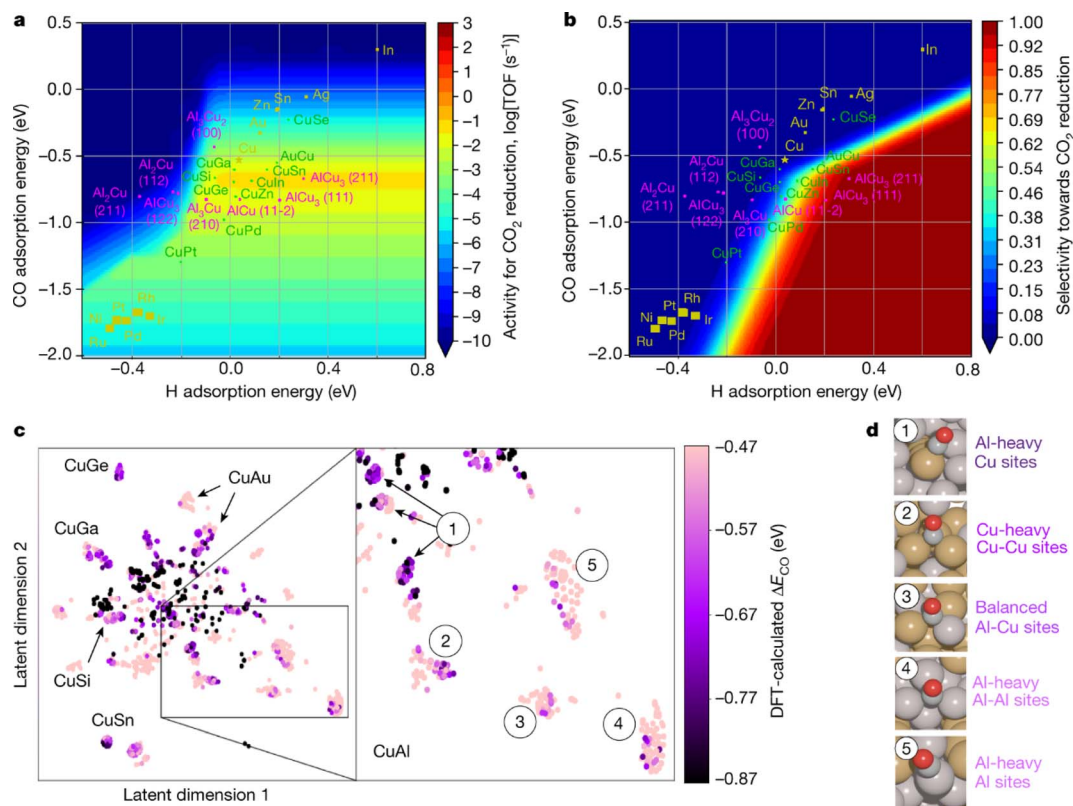 a
0.5
0.0
−0.5
−1.0
−1.5
−2.0
CO adsorption energy (eV)
In
Ag
Sn
Zn
CuSe
Au
Al3Cu2
(100)
Cu
AuCu
CuGa
CuSn
Al2Cu
(112)
CuSi
CuIn
AlCu3 (211)
Al2Cu
(211)
CuGe
CuZn
AlCu3 (111)
(122)
Al3Cu
(210)
AlCu (11-2)
CuPd
CuPt
Rh
Pt
Ni
Ir
Pd
Ru
−0.4
0.0
0.4
0.8
H adsorption energy (eV)
3
2
1
0
−1
−2
−3
−4
−5
−6
−7
−8
−9
−10
Activity for CO2 reduction, log[TOF (s−1)]
b
0.5
0.0
−0.5
−1.0
−1.5
−2.0
CO adsorption energy (eV)
In
Ag
Sn
Zn
CuSe
Au
Al3Cu2
(100)
Cu
AuCu
CuGa
CuSn
Al2Cu
(112)
CuSi
CuIn
AlCu3 (211)
Al2Cu
(211)
CuGe
CuZn
AlCu3 (111)
AlCu3
(122)
Al3Cu
(210)
AlCu (11-2)
CuPd
CuPt
Rh
Pt
Ni
Ir
Pd
Ru
−0.4
0.0
0.4
0.8
H adsorption energy (eV)
1.00
0.92
0.85
0.77
0.69
0.61
0.54
0.46
0.38
0.31
0.23
0.15
0.08
0.00
Selectivity towards CO2 reduction
c
CuGe
CuAu
CuGa
CuSi
CuSn
CuAl
1
2
3
4
5
Latent dimension 2
Latent dimension 1
−0.47
−0.57
−0.67
−0.77
−0.87
DFT-calculated ΔECO (eV)
d
1
Al-heavy
Cu sites
2
Cu-heavy
Cu-Cu sites
3
Balanced
Al-Cu sites
4
Al-heavy
Al-Al sites
5
Al-heavy
Al sites